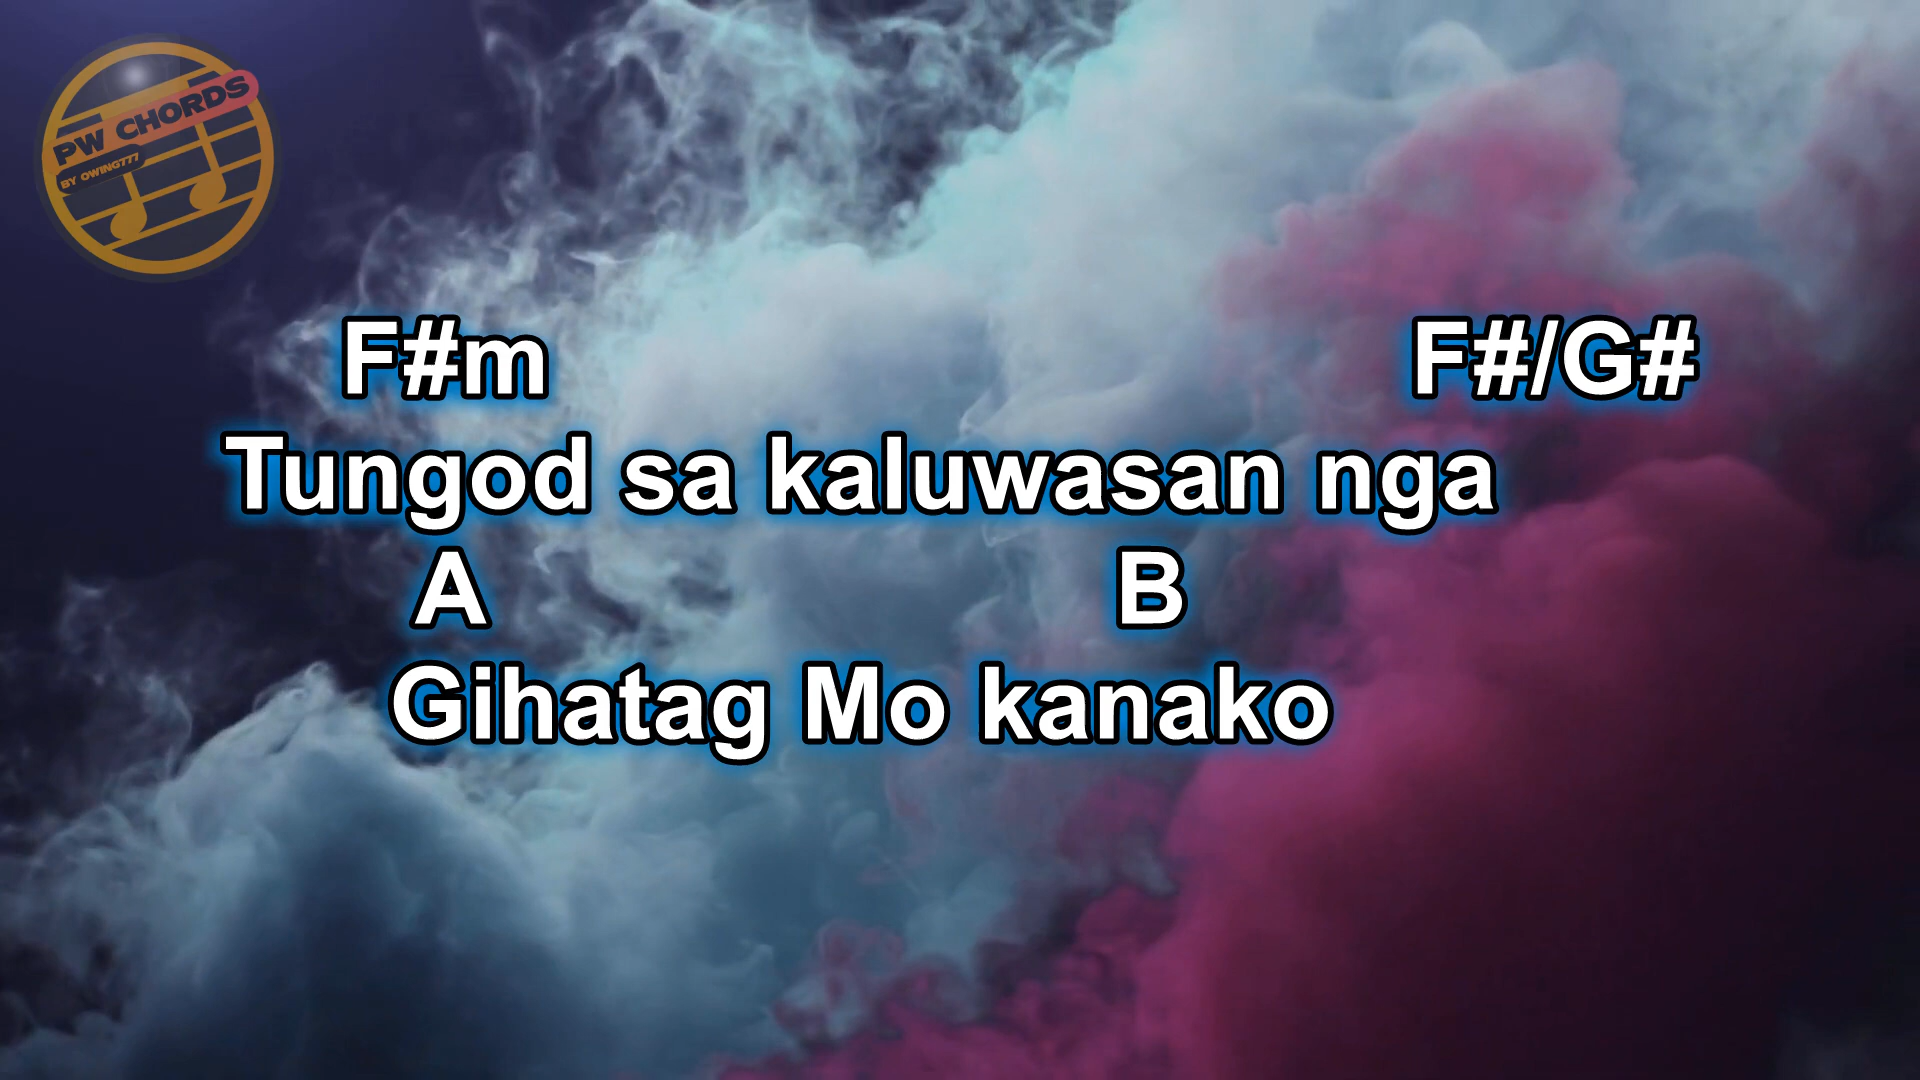 PW CHORDS
BY OWING777
F#m F#/G#
Tungod sa kaluwasan nga
A B
Gihatag Mo kanako